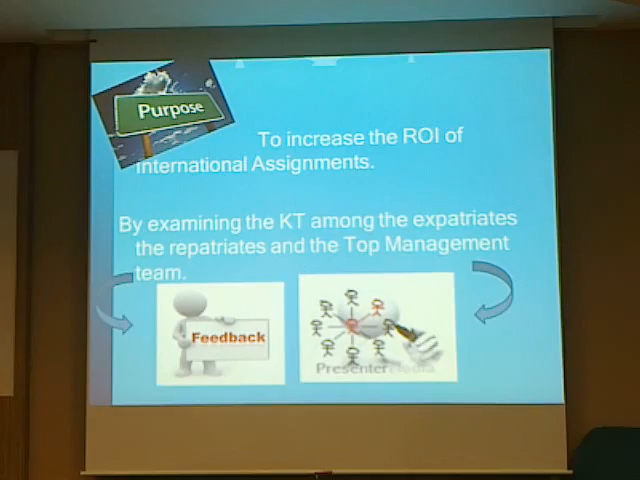 Purpose
To increase the ROI of
International Assignments.
By examining the KT among the expatriates
the repatriates and the Top Management
team.
Feedback
PresenterMedia